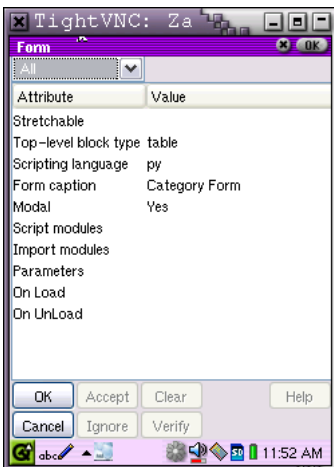 TightVNC: Za
Form OK
All
Attribute Value
Stretchable
Top-level block type table
Scripting language py
Form caption Category Form
Modal Yes
Script modules
Import modules
Parameters
On Load
On UnLoad
OK Accept Clear Help
Cancel Ignore Verify
abc SD 11:52 AM